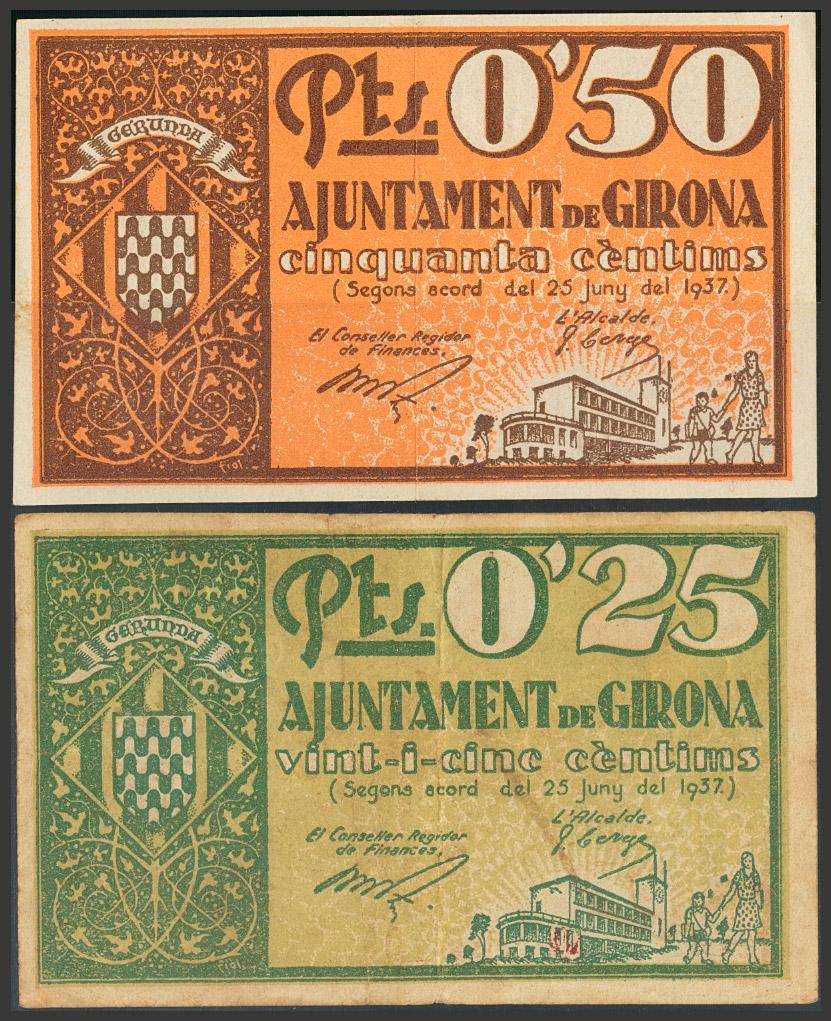 GERUNDA
Pts. 0'50
AJUNTAMENT DE GIRONA
cinquanta cèntims
(Segons acord del 25 juny del 1937.)
L'Alcalde.
El Conseller Regidor
de Finances.
Pts. 0'25
GERUNDA
AJUNTAMENT DE GIRONA
vint-i-cinc cèntims
(Segons acord del 25 juny del 1937.)
L'Alcalde.
El Conseller Regidor
de Finances.